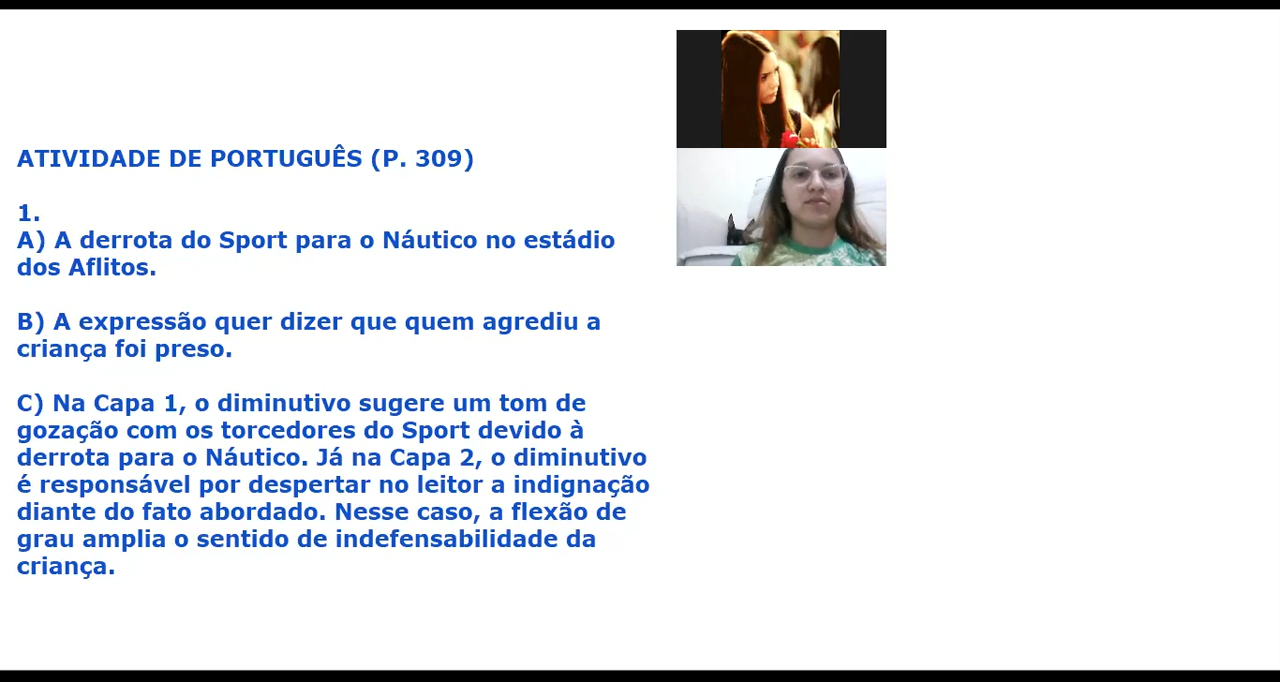 ATIVIDADE DE PORTUGUÊS (P. 309)
1.
A) A derrota do Sport para o Náutico no estádio
dos Aflitos.
B) A expressão quer dizer que quem agrediu a
criança foi preso.
C) Na Capa 1, o diminutivo sugere um tom de
gozação com os torcedores do Sport devido à
derrota para o Náutico. Já na Capa 2, o diminutivo
é responsável por despertar no leitor a indignação
diante do fato abordado. Nesse caso, a flexão de
grau amplia o sentido de indefensabilidade da
criança.